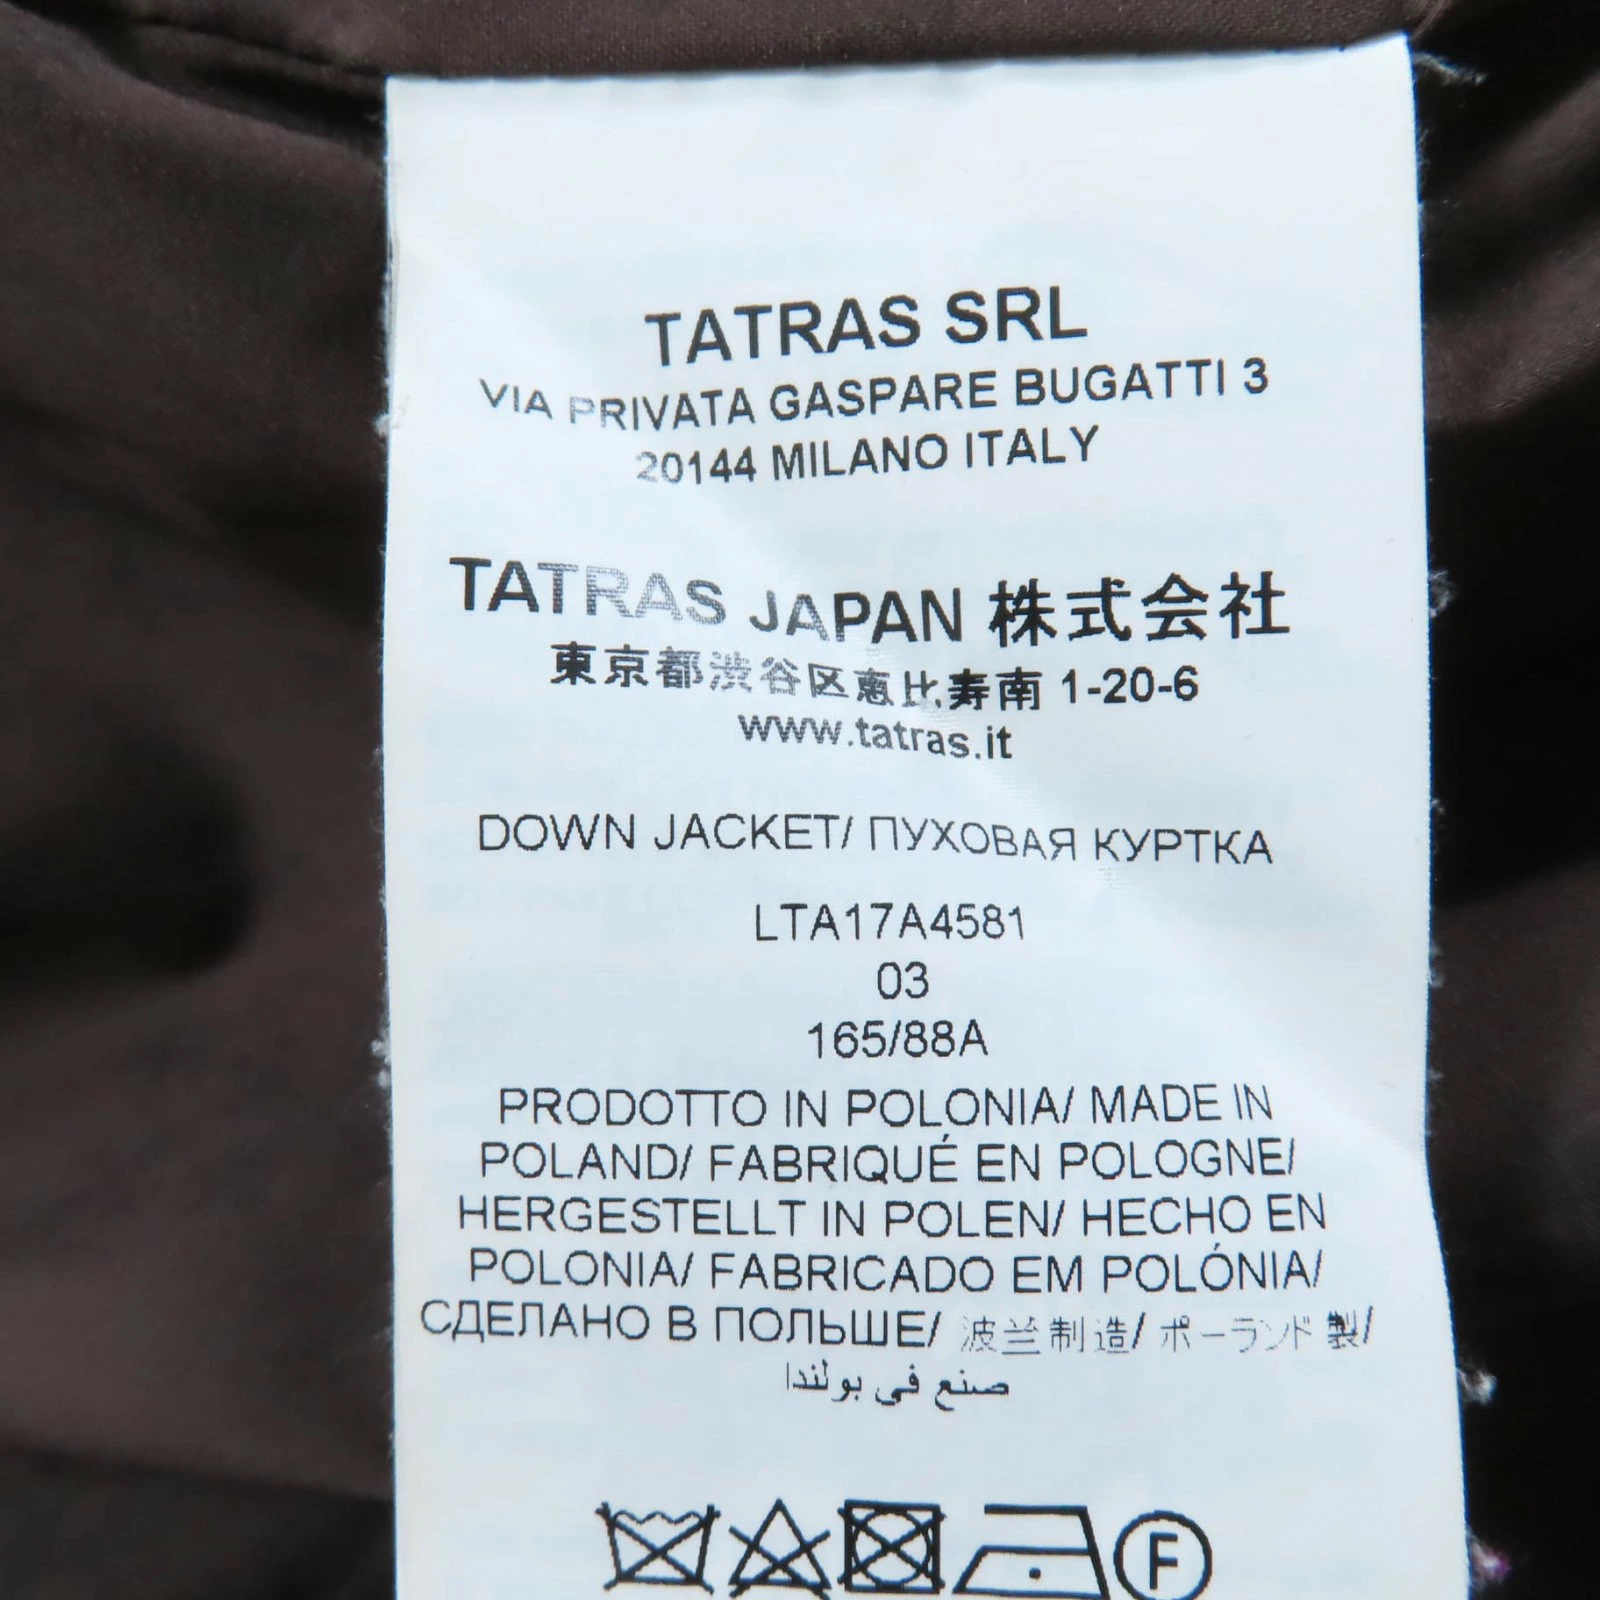 TATRAS SRL
VIA PRIVATA GASPARE BUGATTI 3
20144 MILANO ITALY
TATRAS JAPAN 株式会社
東京都渋谷区恵比寿南 1-20-6
www.tatras.it
DOWN JACKET/ ПУХОВАЯ КУРТКА
LTA17A4581
03
165/88A
PRODOTTO IN POLONIA/ MADE IN
POLAND/ FABRIQUÉ EN POLOGNE/
HERGESTELLT IN POLEN/ HECHO EN
POLONIA/ FABRICADO EM POLÓNIA/
СДЕЛАНО В ПОЛЬШЕ/ 波兰制造/ ポーランド製/
صنع في بولندا
F